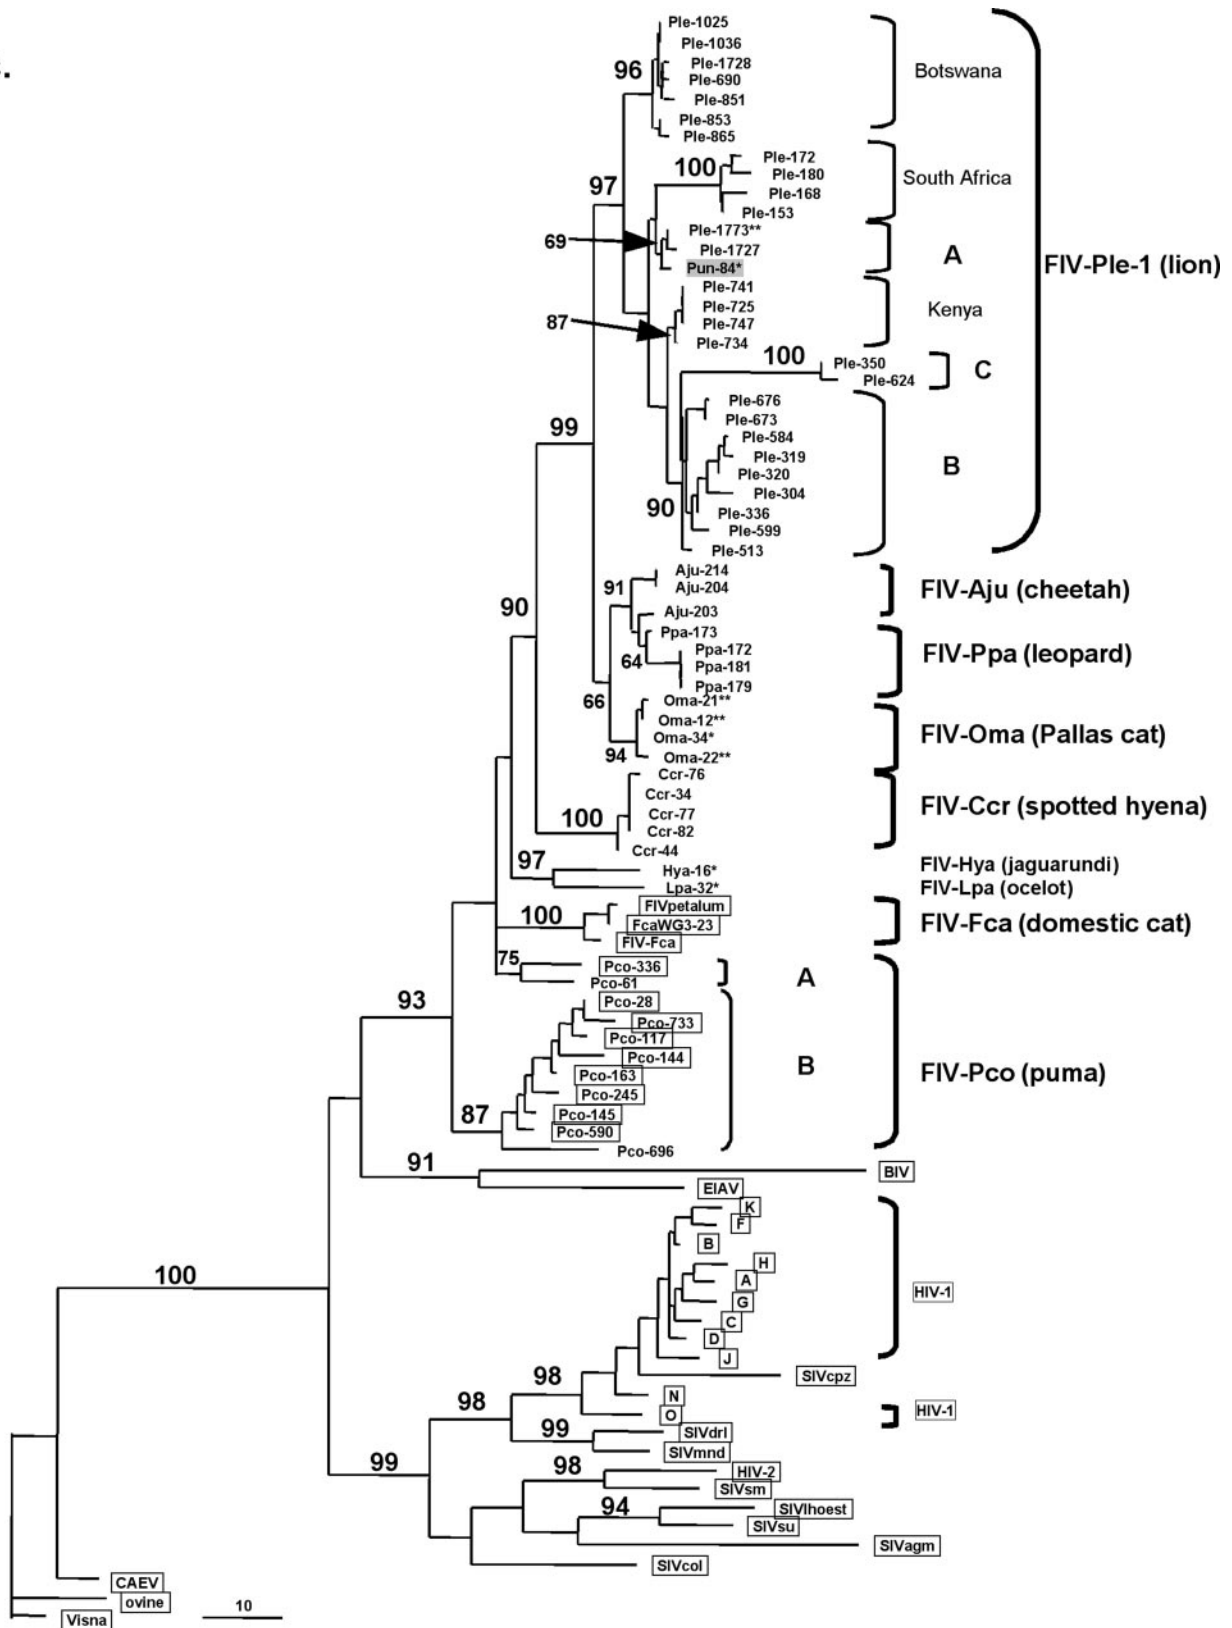 Ple-1025
Ple-1036
Ple-1728
96
Botswana
Ple-690
Ple-851
Ple-853
Ple-865
Ple-172
100
Ple-180
South Africa
97
Ple-168
Ple-153
Ple-1773**
69
Ple-1727
A
FIV-Ple-1 (lion)
Pun-84*
Ple-741
Ple-725
Kenya
87
Ple-747
Ple-734
100
Ple-350
C
Ple-624
Ple-676
Ple-673
99
Ple-584
Ple-319
B
Ple-320
Ple-304
90
Ple-336
Ple-599
Ple-513
Aju-214
91
Aju-204
FIV-Aju (cheetah)
90
Aju-203
Ppa-173
Ppa-172
FIV-Ppa (leopard)
64
Ppa-181
Ppa-179
66
Oma-21**
Oma-12**
Oma-34*
FIV-Oma (Pallas cat)
94
Oma-22**
Ccr-76
Ccr-34
FIV-Ccr (spotted hyena)
Ccr-77
100
Ccr-82
Ccr-44
97
Hya-16*
FIV-Hya (jaguarundi)
Lpa-32*
FIV-Lpa (ocelot)
FIVpetalum
100
FcaWG3-23
FIV-Fca (domestic cat)
FIV-Fca
75
Pco-336
A
Pco-61
93
Pco-28
Pco-733
Pco-117
Pco-144
B
FIV-Pco (puma)
Pco-163
Pco-245
87
Pco-145
Pco-590
Pco-696
91
BIV
EIAV
K
F
B
H
100
A
HIV-1
G
C
D
J
98
SIVcpz
N
98
O
HIV-1
99
SIVdrl
SIVmnd
99
98
HIV-2
SIVsm
94
SIVlhoest
SIVsu
SIVagm
SIVcol
CAEV
ovine
10
Visna